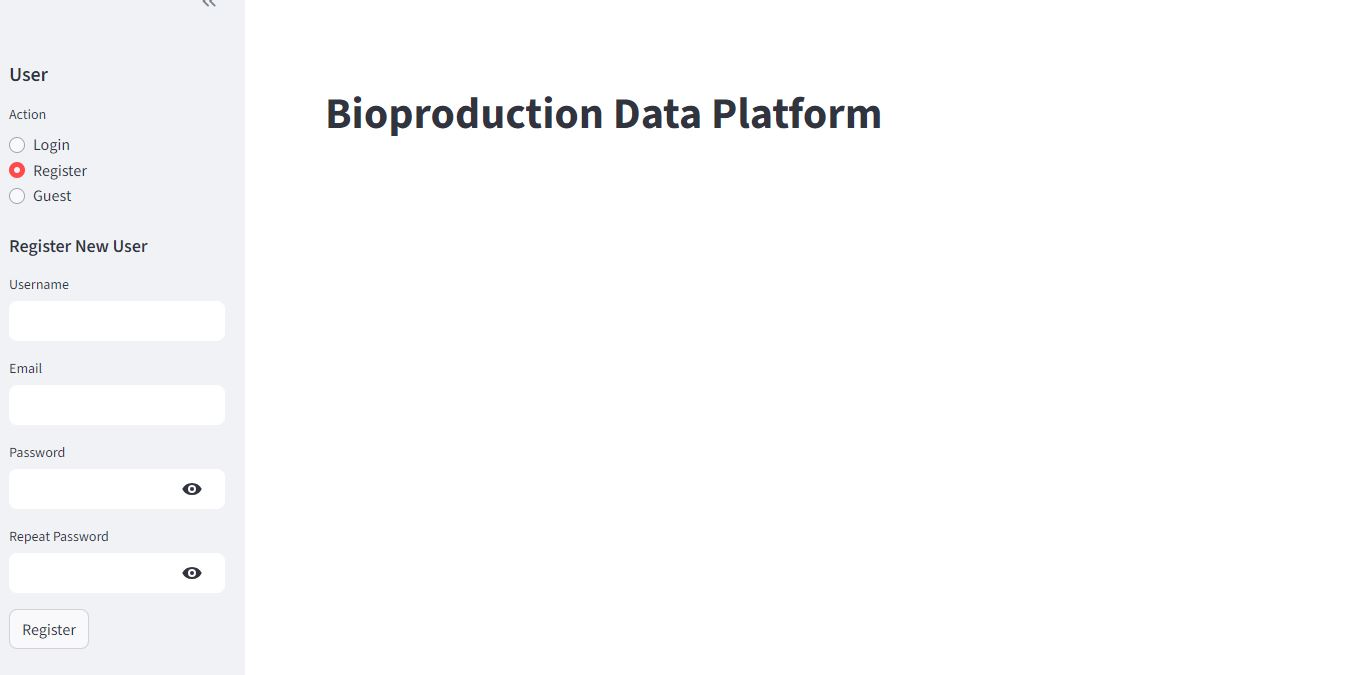 User
Action
Login
Register
Guest
Register New User
Username
Email
Password
Repeat Password
Register
Bioproduction Data Platform